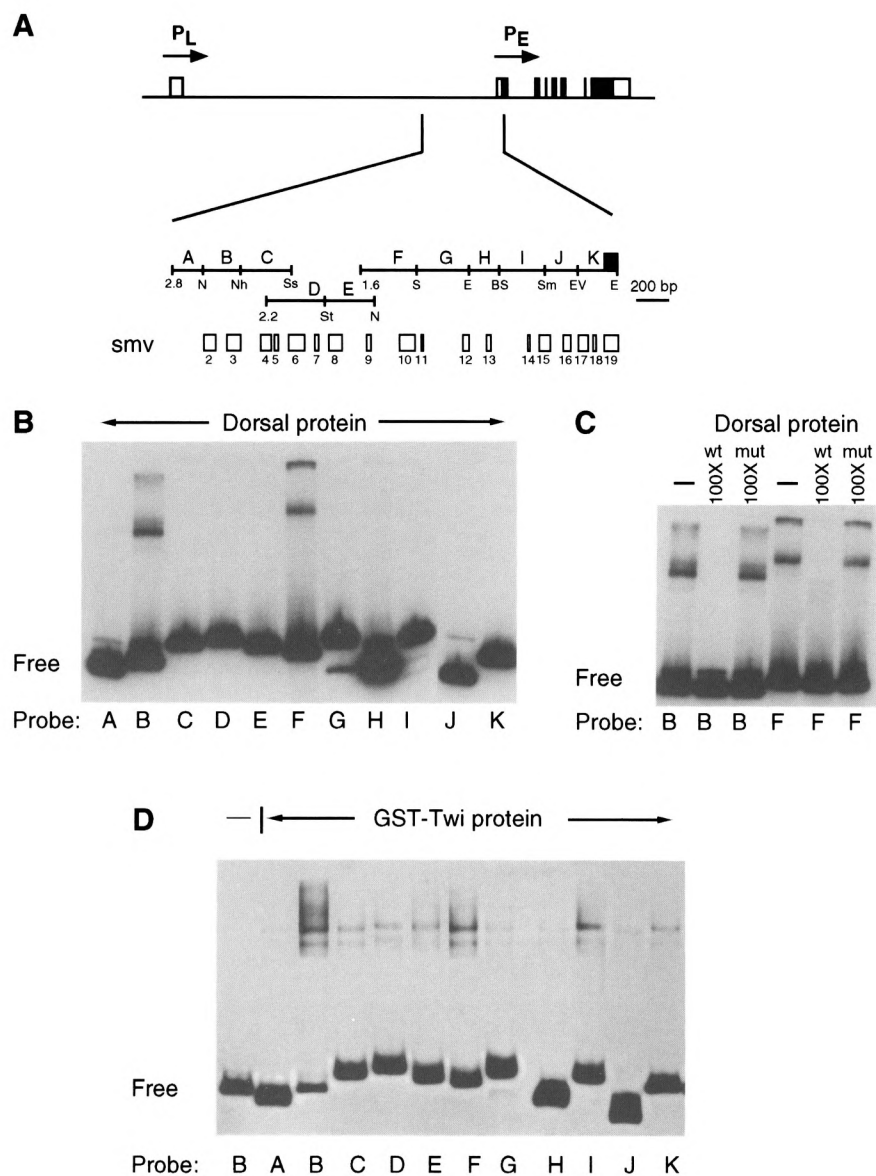 A
PL
PE
A B C F G H I J K
2.8 N Nh Ss 1.6 S E BS Sm EV E 200 bp
D E
2.2 St N
smv
2 3 4 5 6 7 8 9 10 11 12 13 14 15 16 17 18 19
B
Dorsal protein
Free
Probe: A B C D E F G H I J K
C
Dorsal protein
— 100X wt 100X mut — 100X wt 100X mut
Free
Probe: B B B F F F
D
— GST-Twi protein
Free
Probe: B A B C D E F G H I J K